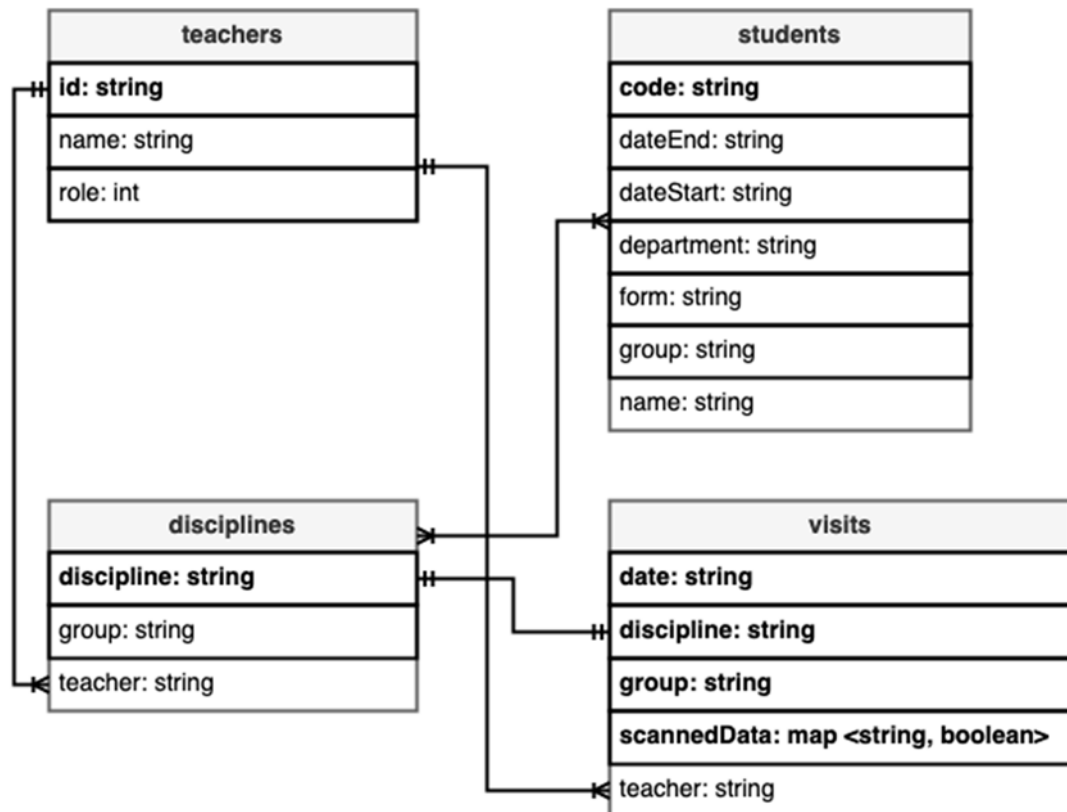 teachers
id: string
name: string
role: int
students
code: string
dateEnd: string
dateStart: string
department: string
form: string
group: string
name: string
disciplines
discipline: string
group: string
teacher: string
visits
date: string
discipline: string
group: string
scannedData: map <string, boolean>
teacher: string